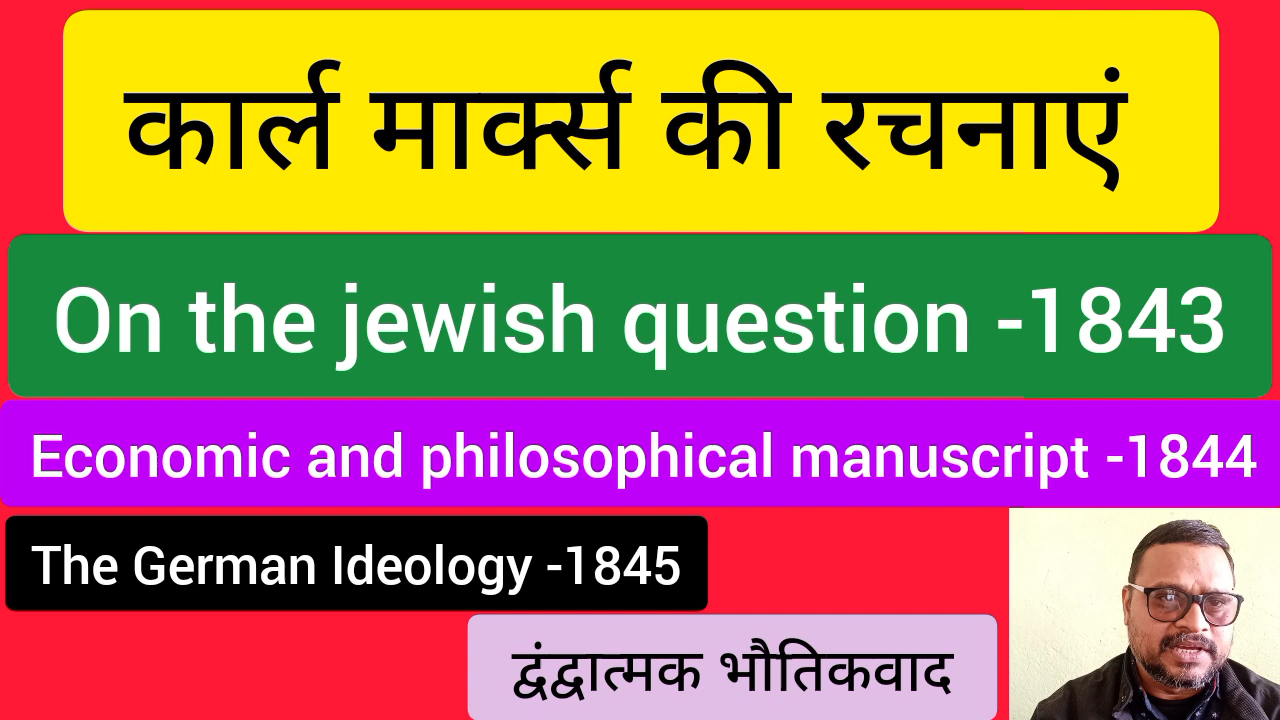 कार्ल मार्क्स की रचनाएं
On the jewish question -1843
Economic and philosophical manuscript -1844
The German Ideology -1845
द्वंद्वात्मक भौतिकवाद